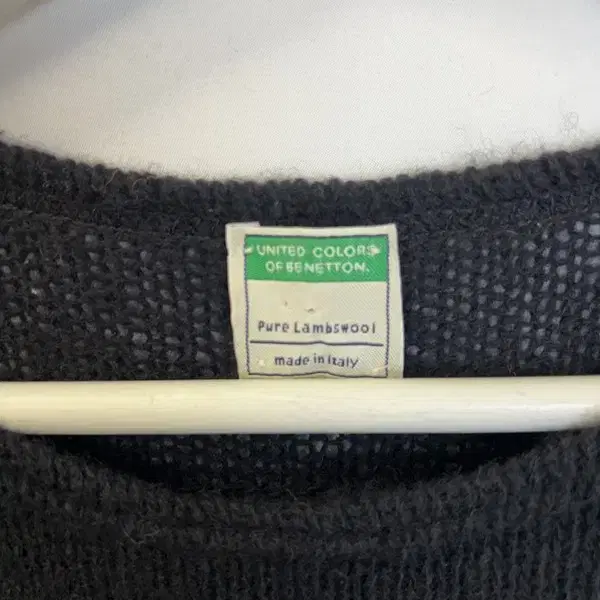 UNITED COLORS
OF BENETTON.
Pure Lambswool
made in italy